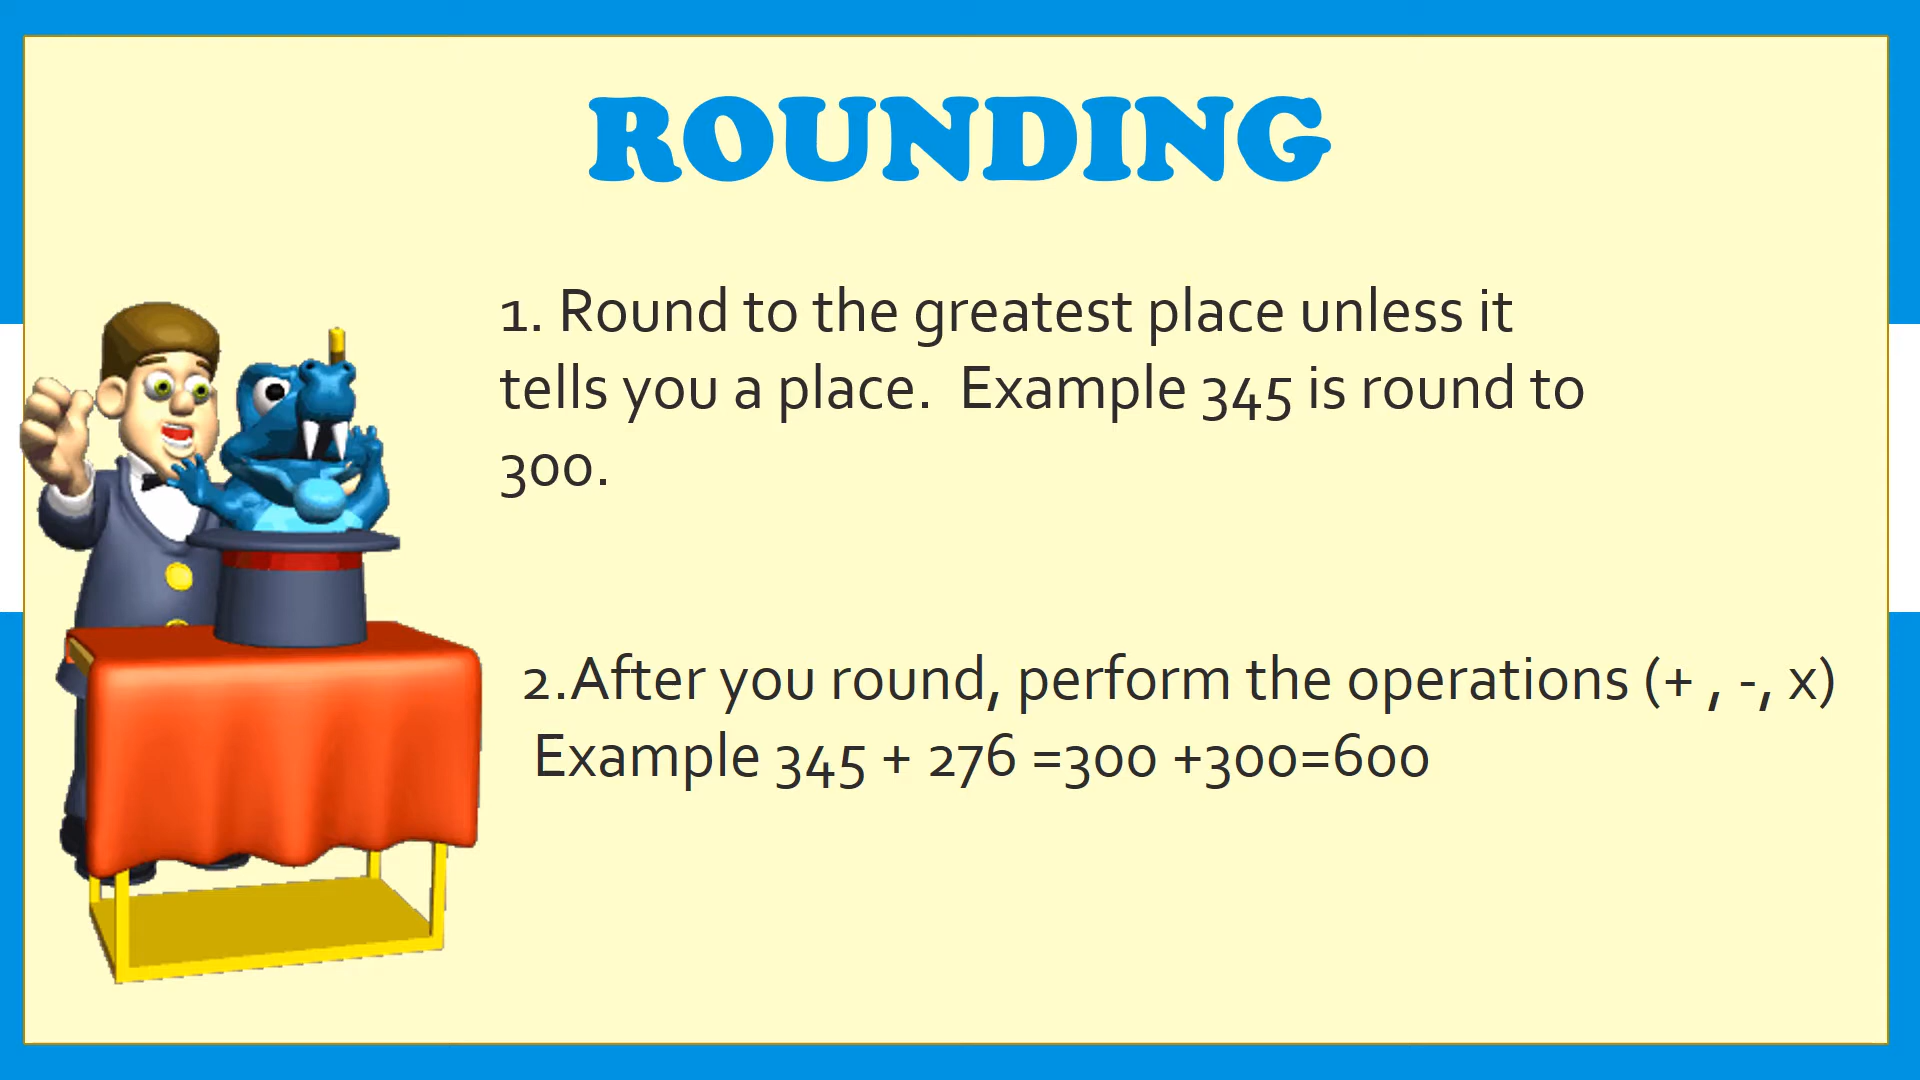 ROUNDING
1. Round to the greatest place unless it
tells you a place.  Example 345 is round to
300.
2.After you round, perform the operations (+ , -, x)
Example 345 + 276 =300 +300=600